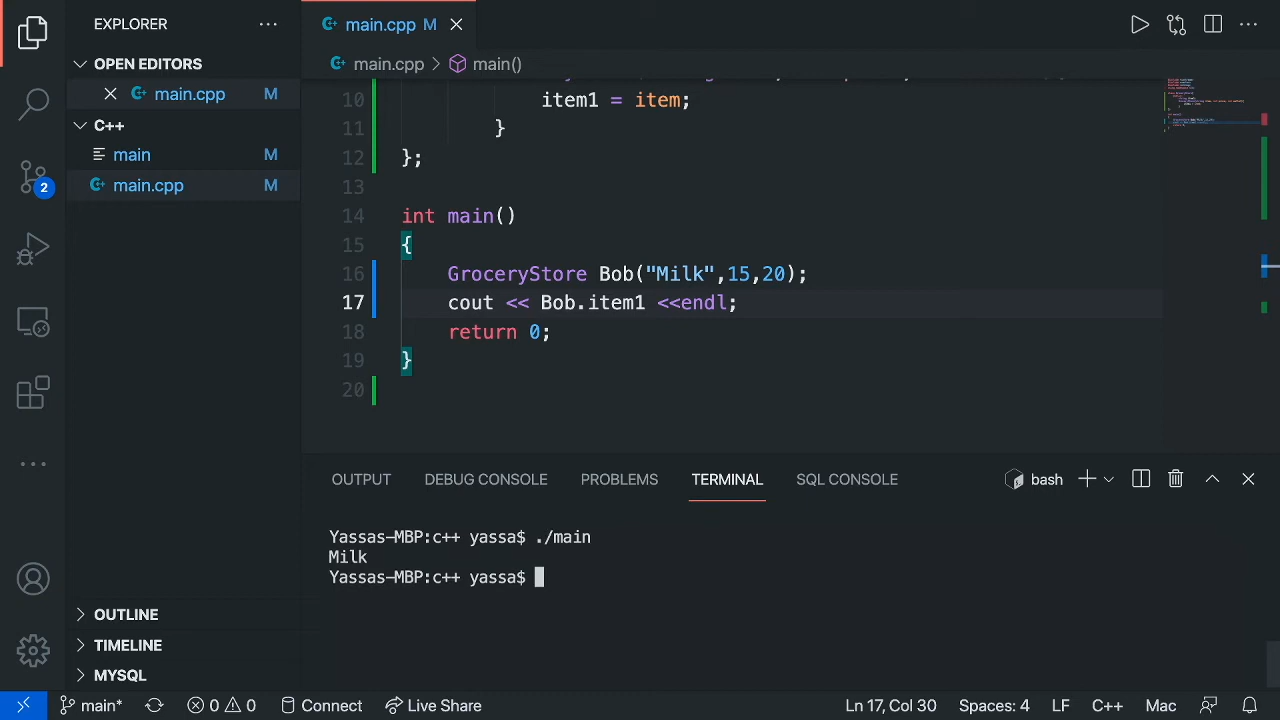 EXPLORER
main.cpp M
OPEN EDITORS
main.cpp > main()
main.cpp M
10 item1 = item;
C++
11 }
main M
12 };
main.cpp M
13
2
14 int main()
15 {
16 GroceryStore Bob("Milk",15,20);
17 cout << Bob.item1 <<endl;
18 return 0;
19 }
20
OUTPUT DEBUG CONSOLE PROBLEMS TERMINAL SQL CONSOLE bash
Yassas-MBP:c++ yassa$ ./main
Milk
Yassas-MBP:c++ yassa$
OUTLINE
TIMELINE
MYSQL
main* 0 0 Connect Live Share Ln 17, Col 30 Spaces: 4 LF C++ Mac